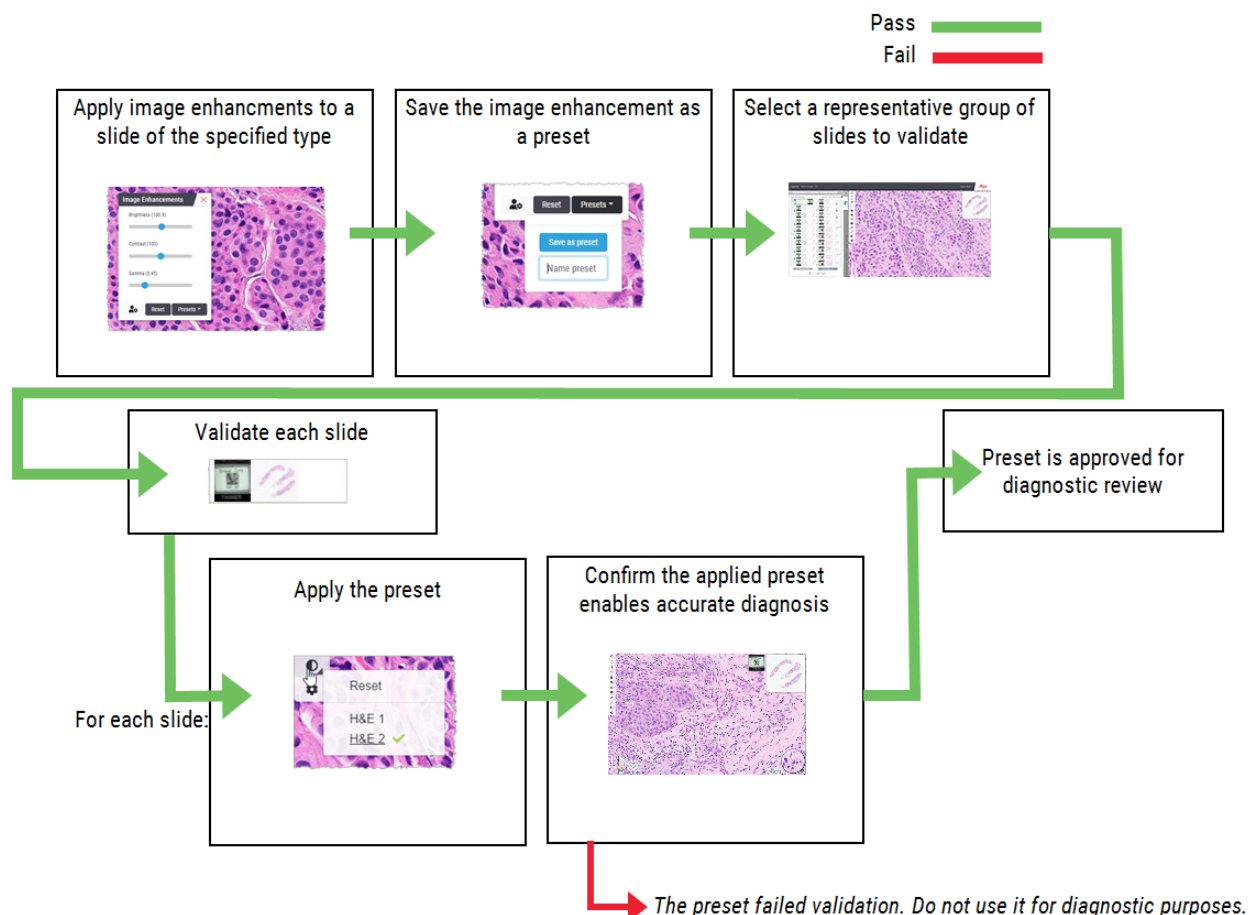 Pass
Fail
Apply image enhancments to a
slide of the specified type
Image Enhancements
Brightness (100.9)
Contrast (100)
Gamma (0.45)
Reset
Presets
Save the image enhancement as
a preset
Reset
Presets
Save as preset
Name preset
Select a representative group of
slides to validate
Validate each slide
Preset is approved for
diagnostic review
For each slide:
Apply the preset
Reset
H&E 1
H&E 2
Confirm the applied preset
enables accurate diagnosis
The preset failed validation. Do not use it for diagnostic purposes.